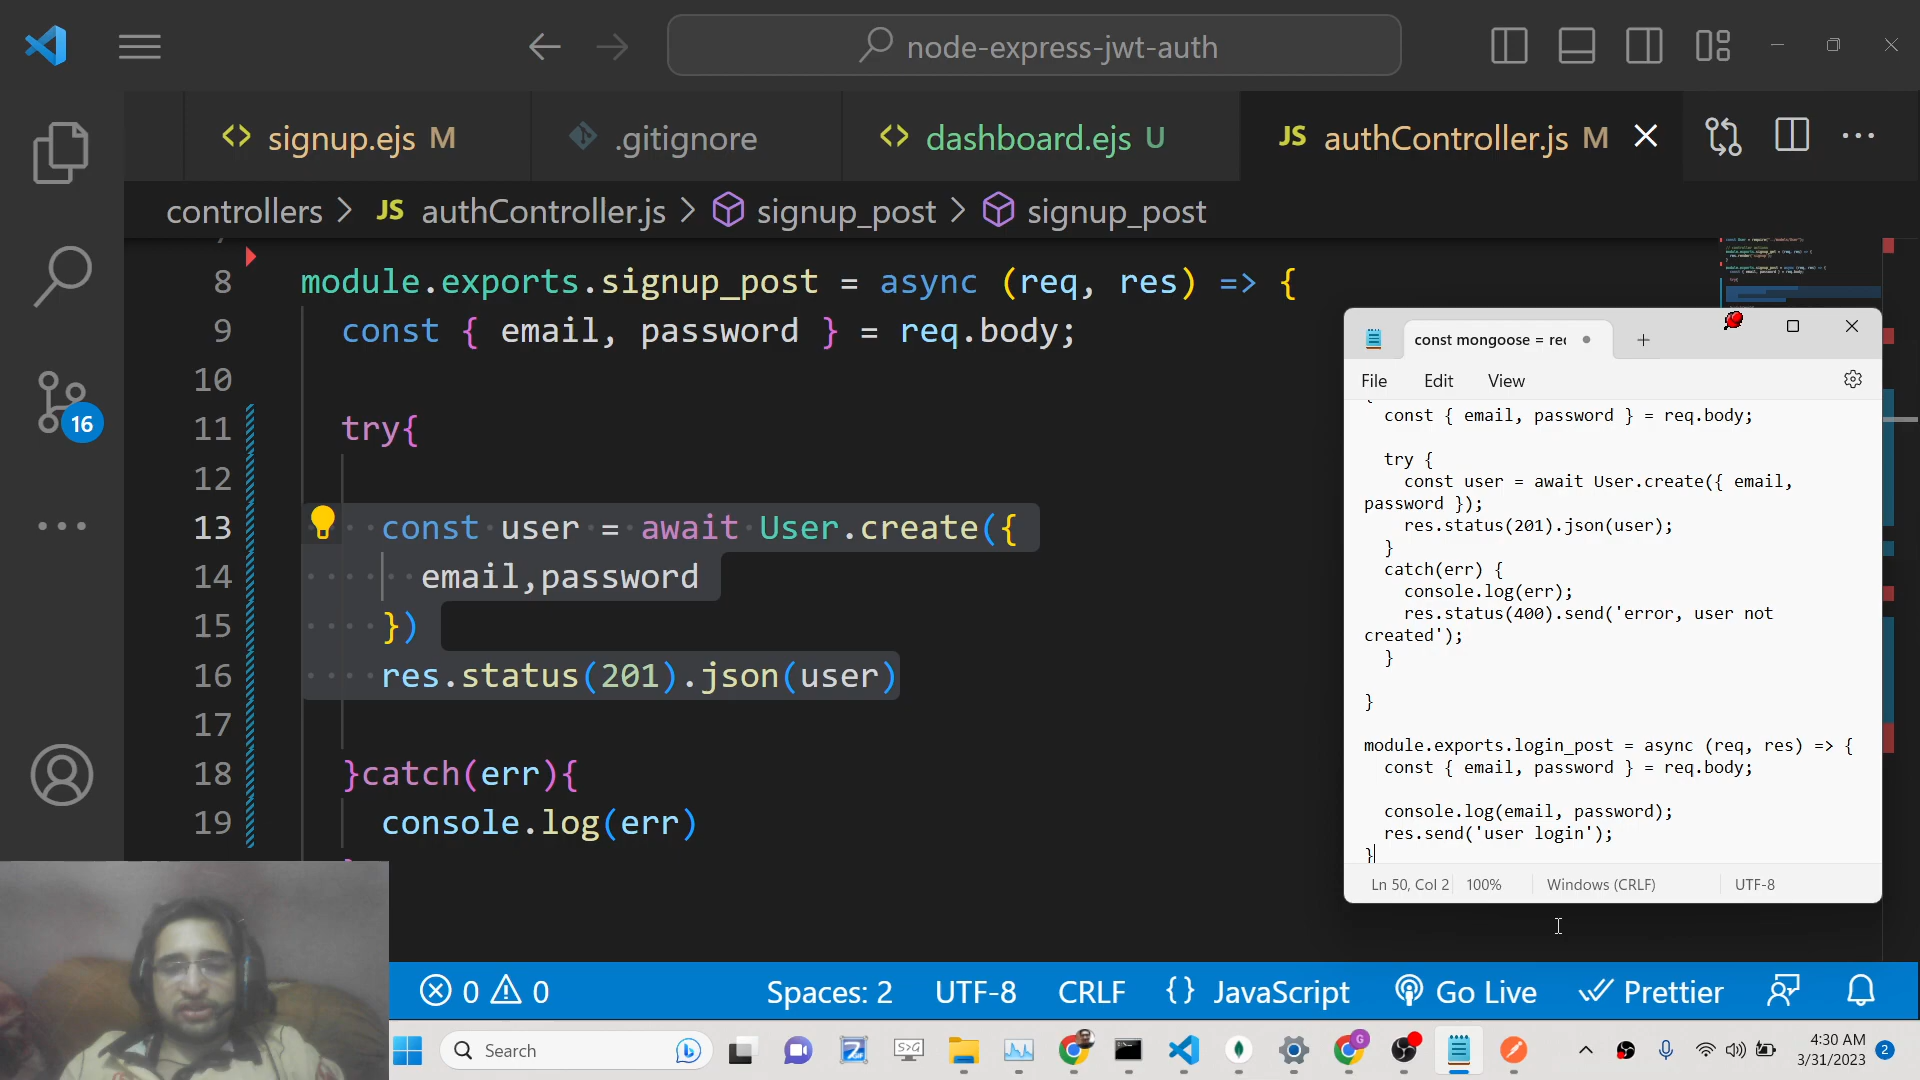 node-express-jwt-auth
signup.ejs M
.gitignore
dashboard.ejs U
JS authController.js M
controllers > JS authController.js > signup_post > signup_post
8 module.exports.signup_post = async (req, res) => {
9 const { email, password } = req.body;
10
11 try{
12
13 const user = await User.create({
14 email,password
15 })
16 res.status(201).json(user)
17
18 }catch(err){
19 console.log(err)
16
const mongoose = rec
File Edit View
{
const { email, password } = req.body;
try {
const user = await User.create({ email,
password });
res.status(201).json(user);
}
catch(err) {
console.log(err);
res.status(400).send('error, user not
created');
}
}
module.exports.login_post = async (req, res) => {
const { email, password } = req.body;
console.log(email, password);
res.send('user login');
}
Ln 50, Col 2 100% Windows (CRLF) UTF-8
0 0 Spaces: 2 UTF-8 CRLF {} JavaScript Go Live Prettier
Search
4:30 AM
3/31/2023
2